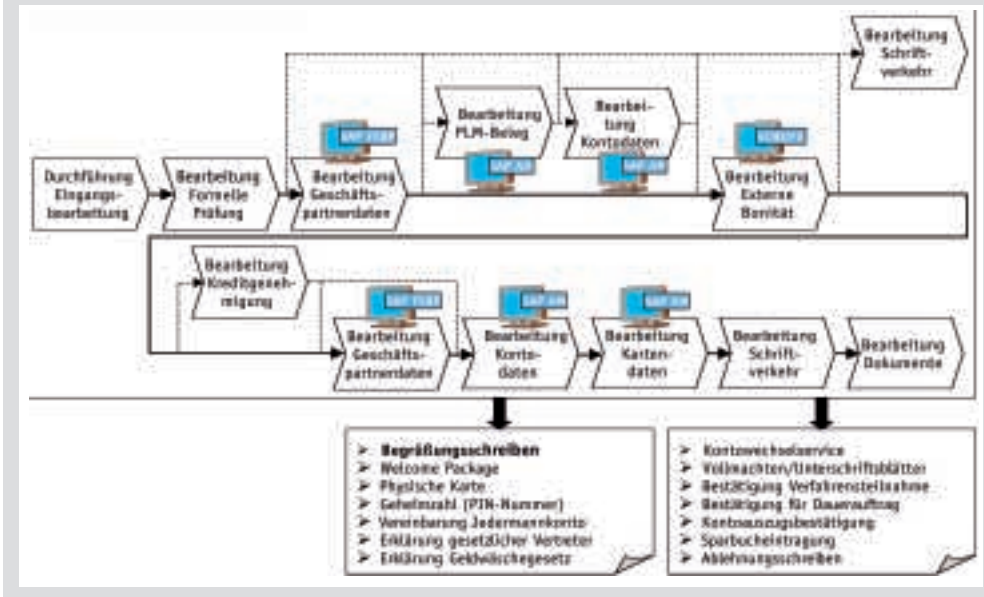 Bearbeitung
Schrift-
verkehr
Bearbeitung
PLM-Beleg
Bearbei-
tung
Kontodaten
Durchführung
Eingangs-
bearbeitung
Bearbeitung
Formelle
Prüfung
Bearbeitung
Geschäfts-
partnerdaten
Bearbeitung
Externe
Bonität
Bearbeitung
Kreditgeneh-
migung
Bearbeitung
Geschäfts-
partnerdaten
Bearbeitung
Konto-
daten
Bearbeitung
Karten-
daten
Bearbeitung
Schrift-
verkehr
Bearbeitung
Dokumente
➢ Begrüßungsschreiben
➢ Welcome Package
➢ Physische Karte
➢ Geheimzahl (PIN-Nummer)
➢ Vereinbarung Jedermannkonto
➢ Erklärung gesetzlicher Vertreter
➢ Erklärung Geldwäschegesetz
➢ Kontowechselservice
➢ Vollmachten/Unterschriftsblätter
➢ Bestätigung Verfahrensteilnahme
➢ Bestätigung für Dauerauftrag
➢ Kontoauszugsbestätigung
➢ Sparbucheintragung
➢ Ablehnungsschreiben